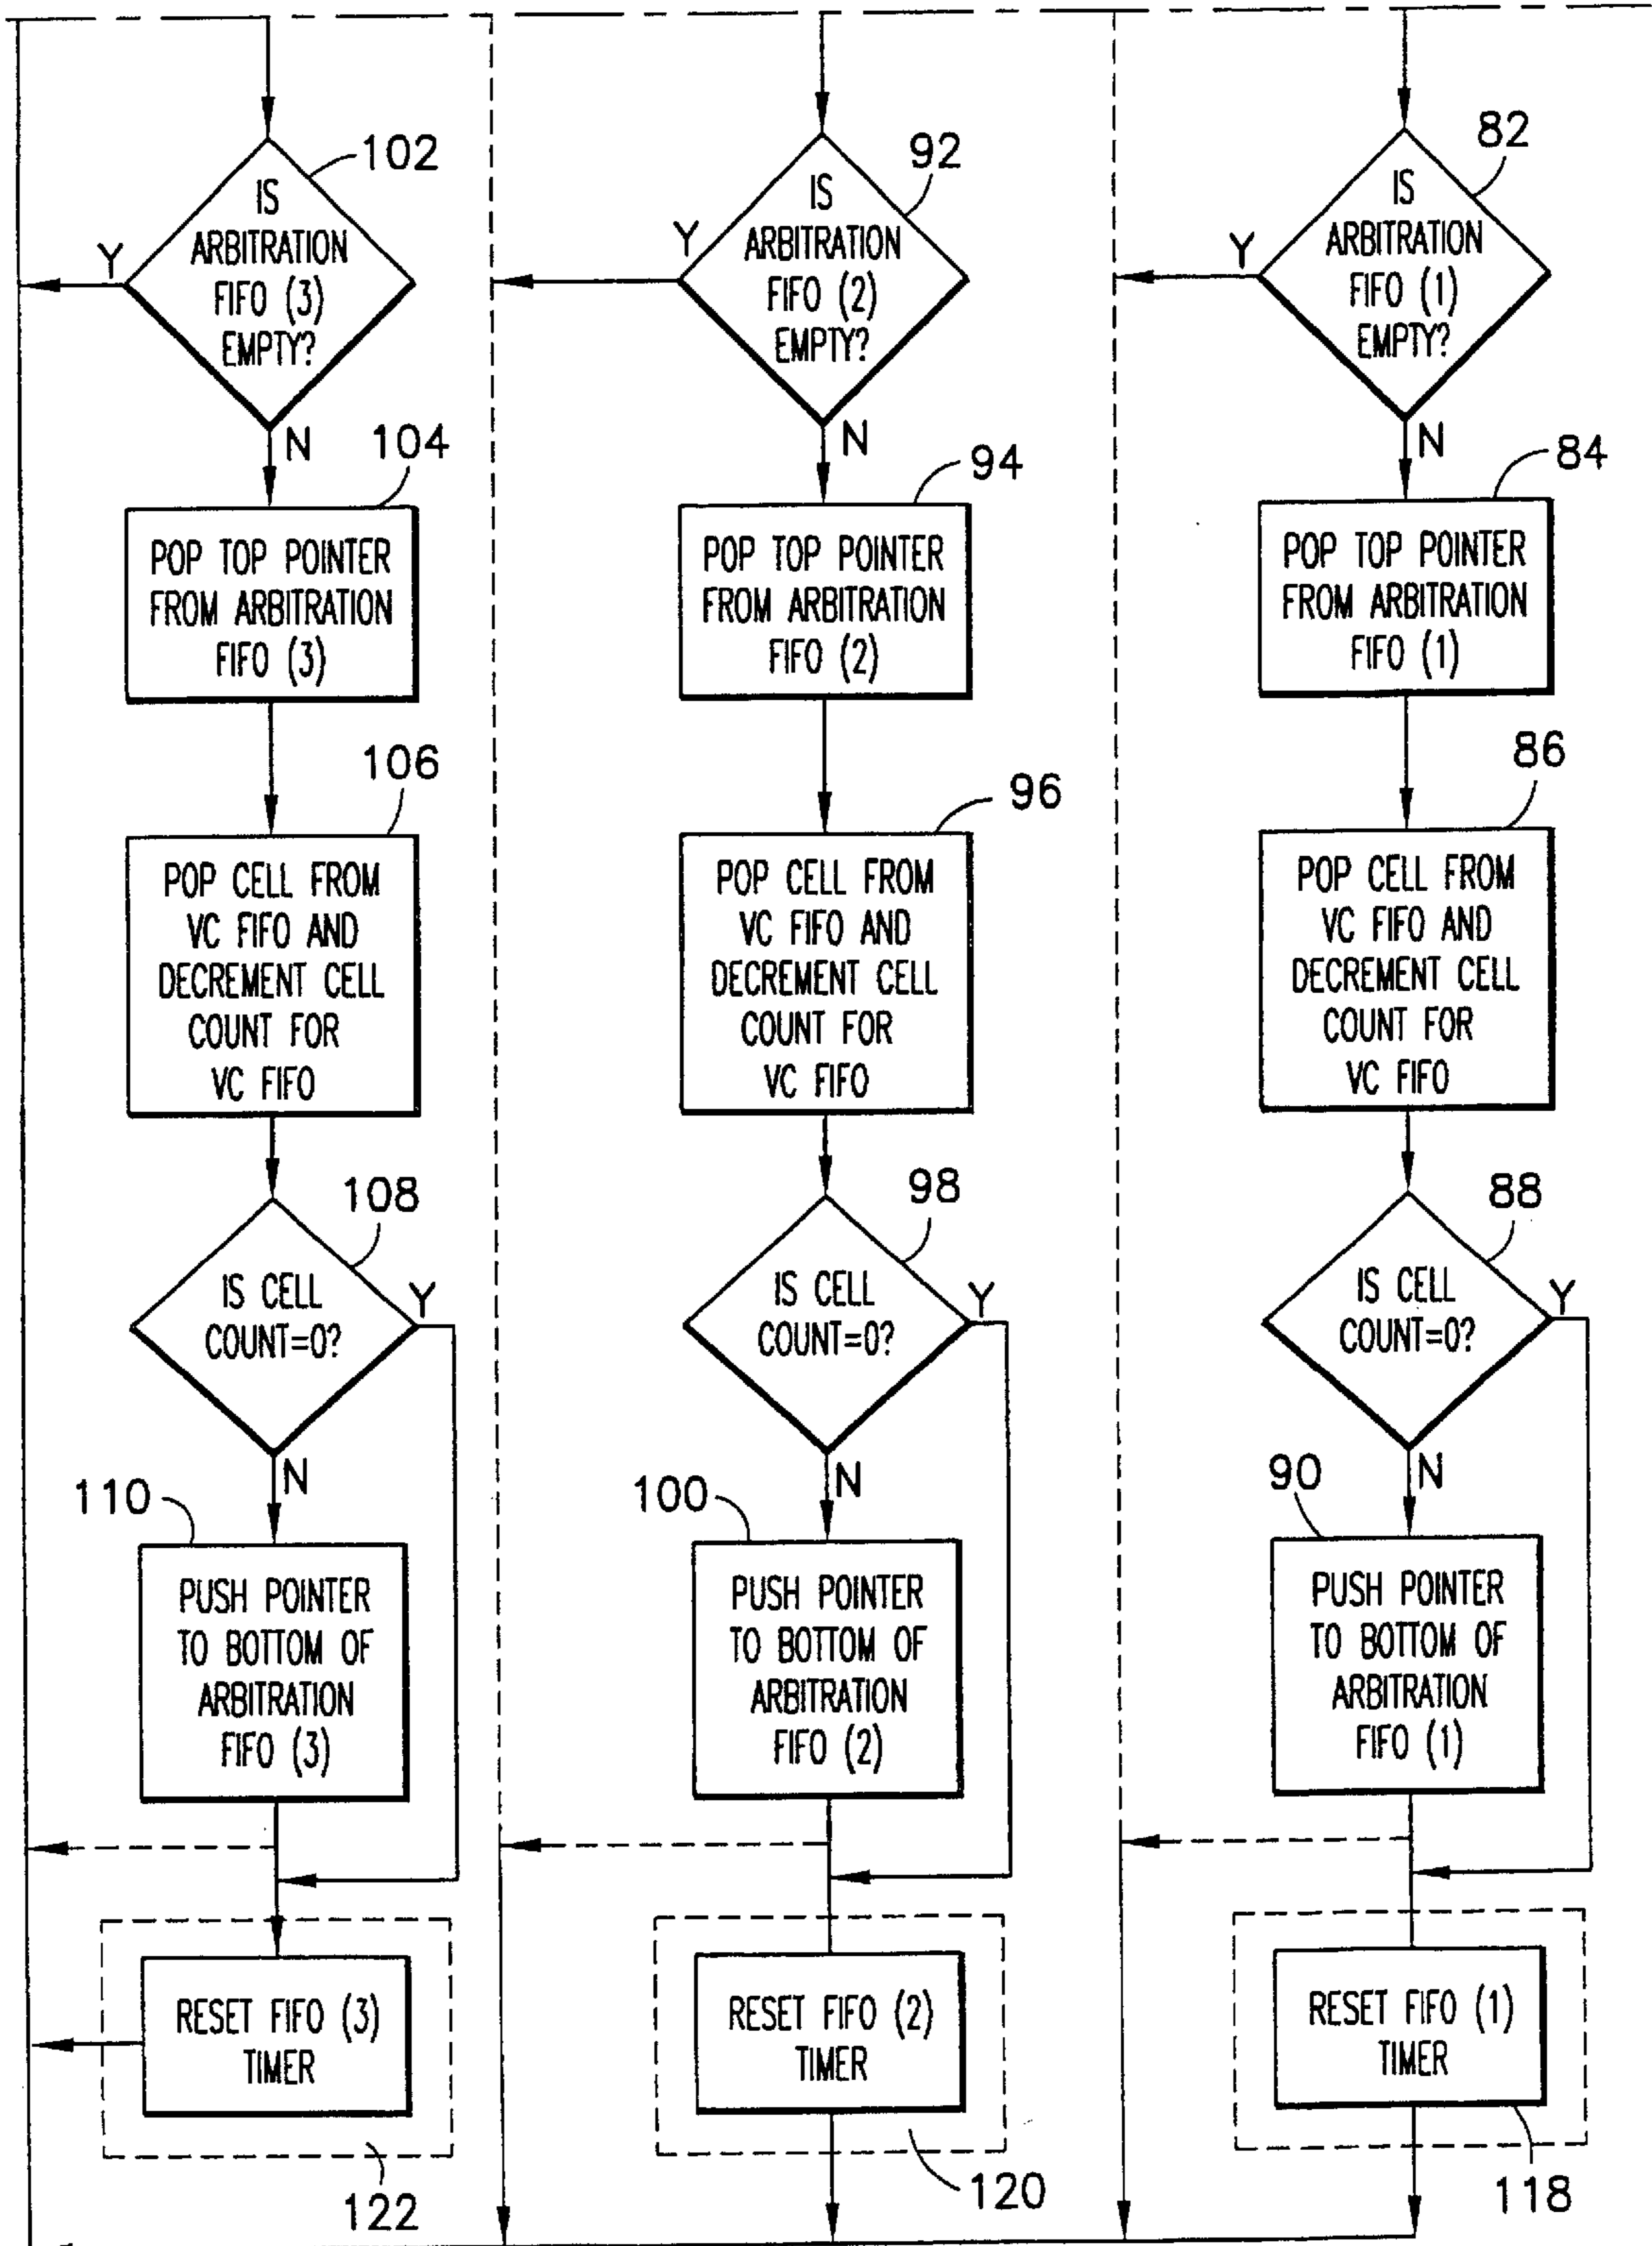 102
IS
ARBITRATION
FIFO (3)
EMPTY?
Y
N
104
POP TOP POINTER
FROM ARBITRATION
FIFO (3)
106
POP CELL FROM
VC FIFO AND
DECREMENT CELL
COUNT FOR
VC FIFO
108
IS CELL
COUNT=0?
Y
N
110
PUSH POINTER
TO BOTTOM OF
ARBITRATION
FIFO (3)
RESET FIFO (3)
TIMER
122
92
IS
ARBITRATION
FIFO (2)
EMPTY?
Y
N
94
POP TOP POINTER
FROM ARBITRATION
FIFO (2)
96
POP CELL FROM
VC FIFO AND
DECREMENT CELL
COUNT FOR
VC FIFO
98
IS CELL
COUNT=0?
Y
N
100
PUSH POINTER
TO BOTTOM OF
ARBITRATION
FIFO (2)
RESET FIFO (2)
TIMER
120
82
IS
ARBITRATION
FIFO (1)
EMPTY?
Y
N
84
POP TOP POINTER
FROM ARBITRATION
FIFO (1)
86
POP CELL FROM
VC FIFO AND
DECREMENT CELL
COUNT FOR
VC FIFO
88
IS CELL
COUNT=0?
Y
N
90
PUSH POINTER
TO BOTTOM OF
ARBITRATION
FIFO (1)
RESET FIFO (1)
TIMER
118